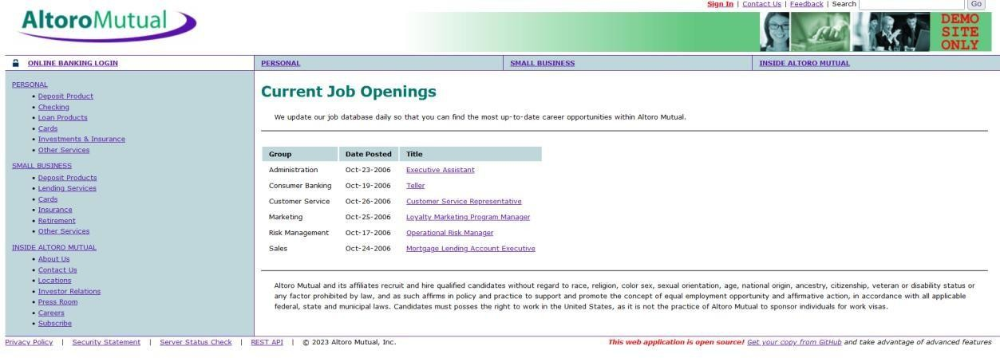 Sign In | Contact Us | Feedback | Search Go
AltoroMutual
DEMO
SITE
ONLY
ONLINE BANKING LOGIN
PERSONAL
SMALL BUSINESS
INSIDE ALTORO MUTUAL
PERSONAL
• Deposit Product
• Checking
• Loan Products
• Cards
• Investments & Insurance
• Other Services
SMALL BUSINESS
• Deposit Products
• Lending Services
• Cards
• Insurance
• Retirement
• Other Services
INSIDE ALTORO MUTUAL
• About Us
• Contact Us
• Locations
• Investor Relations
• Press Room
• Careers
• Subscribe
Current Job Openings
We update our job database daily so that you can find the most up-to-date career opportunities within Altoro Mutual.
Group Date Posted Title
Administration Oct-23-2006 Executive Assistant
Consumer Banking Oct-19-2006 Teller
Customer Service Oct-26-2006 Customer Service Representative
Marketing Oct-25-2006 Loyalty Marketing Program Manager
Risk Management Oct-17-2006 Operational Risk Manager
Sales Oct-24-2006 Mortgage Lending Account Executive
Altoro Mutual and its affiliates recruit and hire qualified candidates without regard to race, religion, color sex, sexual orientation, age, national origin, ancestry, citizenship, veteran or disability status or
any factor prohibited by law, and as such affirms in policy and practice to support and promote the concept of equal employment opportunity and affirmative action, in accordance with all applicable
federal, state and municipal laws. Candidates must posses the right to work in the United States, as it is not the practice of Altoro Mutual to sponsor individuals for work visas.
Privacy Policy | Security Statement | Server Status Check | REST API | © 2023 Altoro Mutual, Inc.
This web application is open source! Get your copy from GitHub and take advantage of advanced features